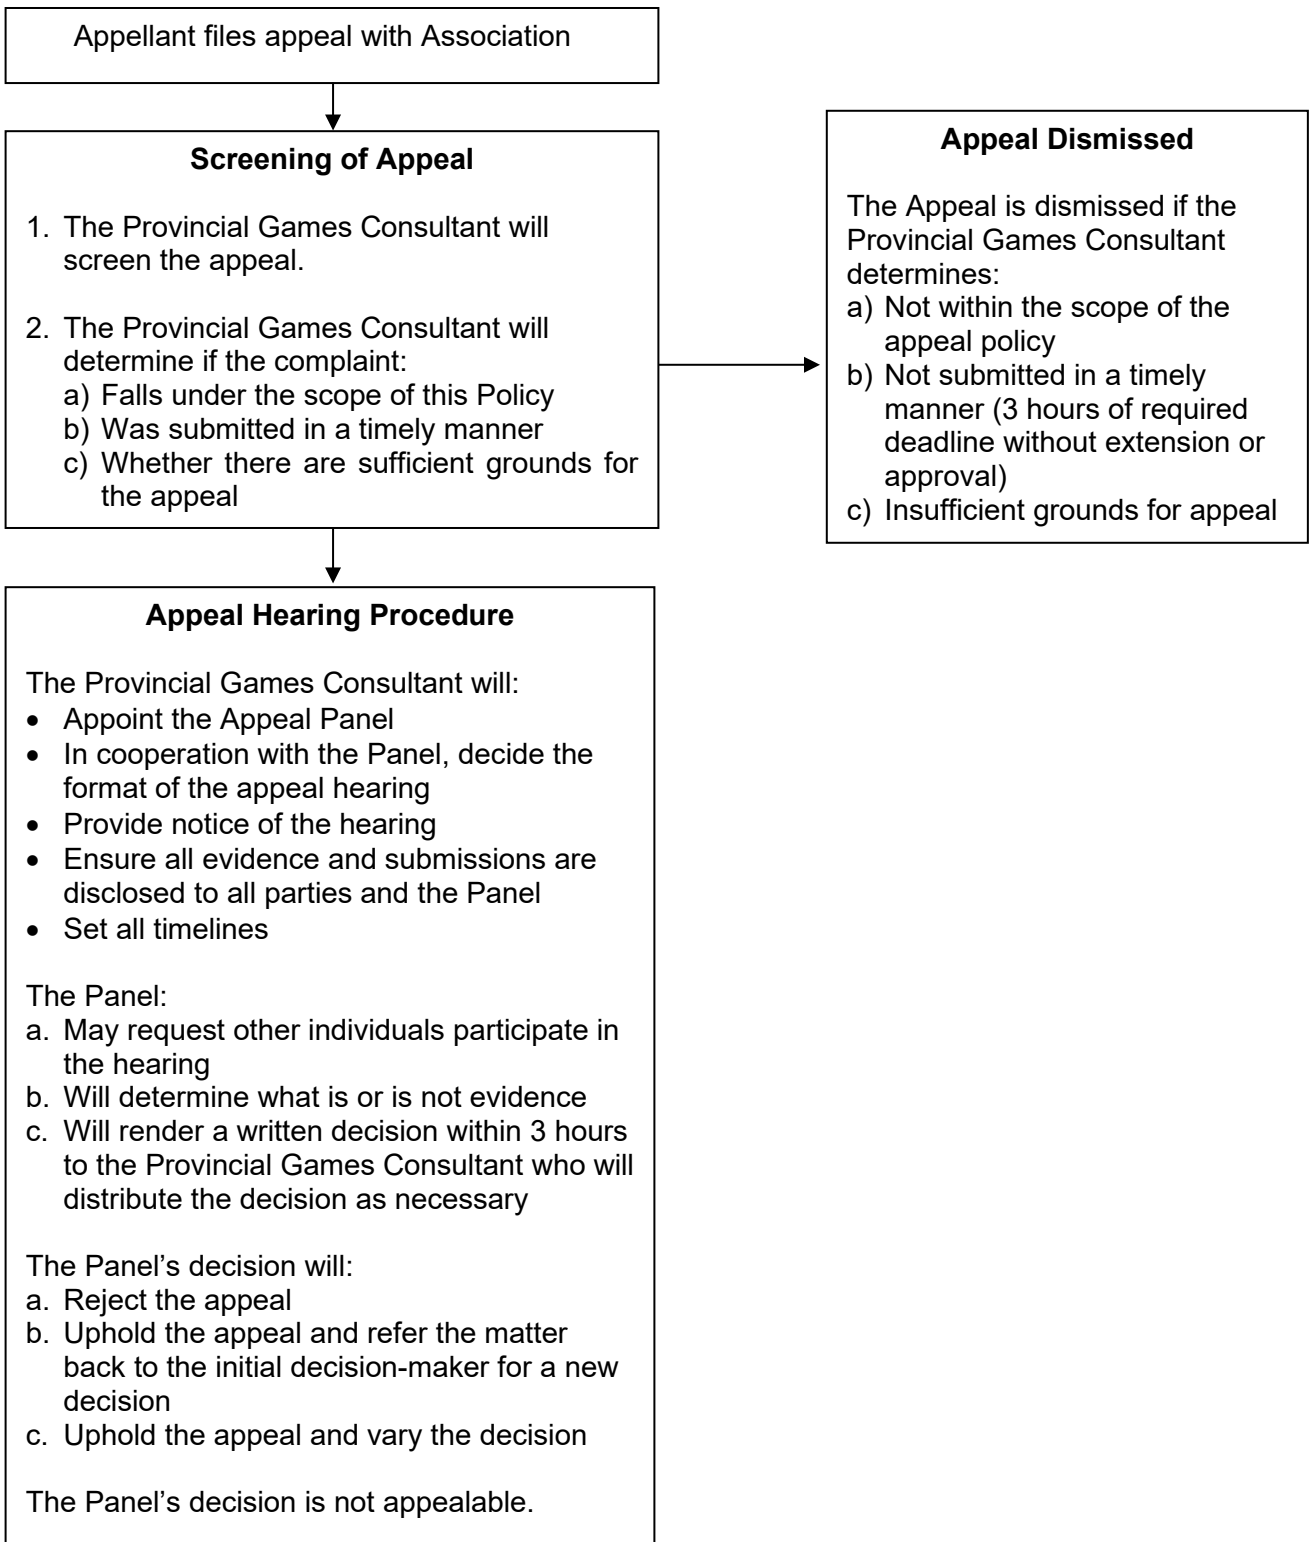 Appellant files appeal with Association
Screening of Appeal
1. The Provincial Games Consultant will
screen the appeal.
2. The Provincial Games Consultant will
determine if the complaint:
a) Falls under the scope of this Policy
b) Was submitted in a timely manner
c) Whether there are sufficient grounds for
the appeal
Appeal Dismissed
The Appeal is dismissed if the
Provincial Games Consultant
determines:
a) Not within the scope of the
appeal policy
b) Not submitted in a timely
manner (3 hours of required
deadline without extension or
approval)
c) Insufficient grounds for appeal
Appeal Hearing Procedure
The Provincial Games Consultant will:
• Appoint the Appeal Panel
• In cooperation with the Panel, decide the
format of the appeal hearing
• Provide notice of the hearing
• Ensure all evidence and submissions are
disclosed to all parties and the Panel
• Set all timelines
The Panel:
a. May request other individuals participate in
the hearing
b. Will determine what is or is not evidence
c. Will render a written decision within 3 hours
to the Provincial Games Consultant who will
distribute the decision as necessary
The Panel’s decision will:
a. Reject the appeal
b. Uphold the appeal and refer the matter
back to the initial decision-maker for a new
decision
c. Uphold the appeal and vary the decision
The Panel’s decision is not appealable.